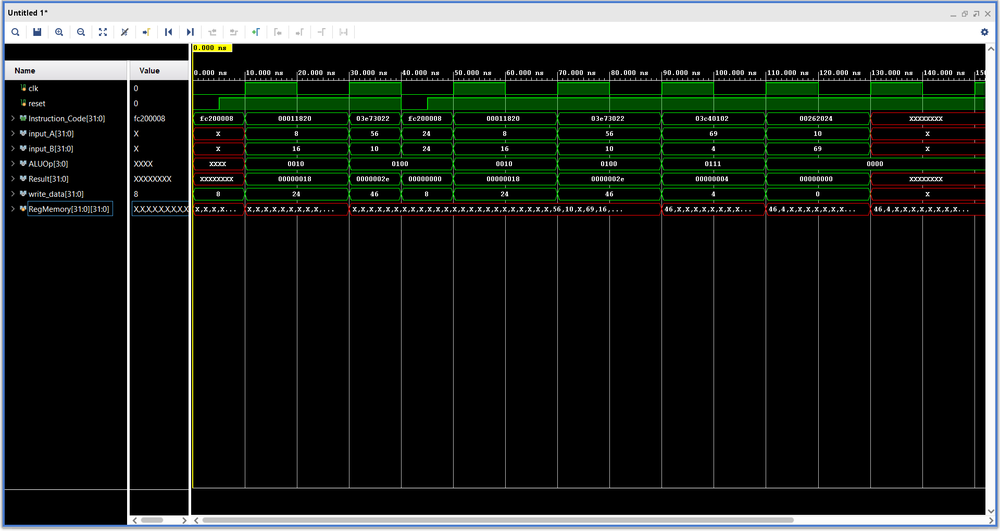 Untitled 1*
0.000 ns
Name Value
0.000 ns 10.000 ns 20.000 ns 30.000 ns 40.000 ns 50.000 ns 60.000 ns 70.000 ns 80.000 ns 90.000 ns 100.000 ns 110.000 ns 120.000 ns 130.000 ns 140.000 ns 150
clk 0
reset 0
Instruction_Code[31:0] fc200008 fc200008 00011820 03e73022 fc200008 00011820 03e73022 03c40102 00262024 XXXXXXXX
input_A[31:0] X X 8 56 24 8 56 69 10 X
input_B[31:0] X X 16 10 24 16 10 4 69 X
ALUOp[3:0] XXXX XXXX 0010 0100 0010 0100 0111 0000
Result[31:0] XXXXXXXX XXXXXXXX 00000018 0000002e 00000000 00000018 0000002e 00000004 00000000 XXXXXXXX
write_data[31:0] 8 8 24 46 8 24 46 4 0 X
RegMemory[31:0][31:0] X,X,X,X,X,X,X,X,X X,X,X,X... X,X,X,X,X,X,X,X,X,... X,X,X,X,X,X,X,X,X,X,X,X,X,X,X,X,X,X,X,X,X,X,X,X,56,10,X,69,16,... 46,X,X,X,X,X,X,X,X... 46,4,X,X,X,X,X,X,X... 46,4,X,X,X,X,X,X,X,X...